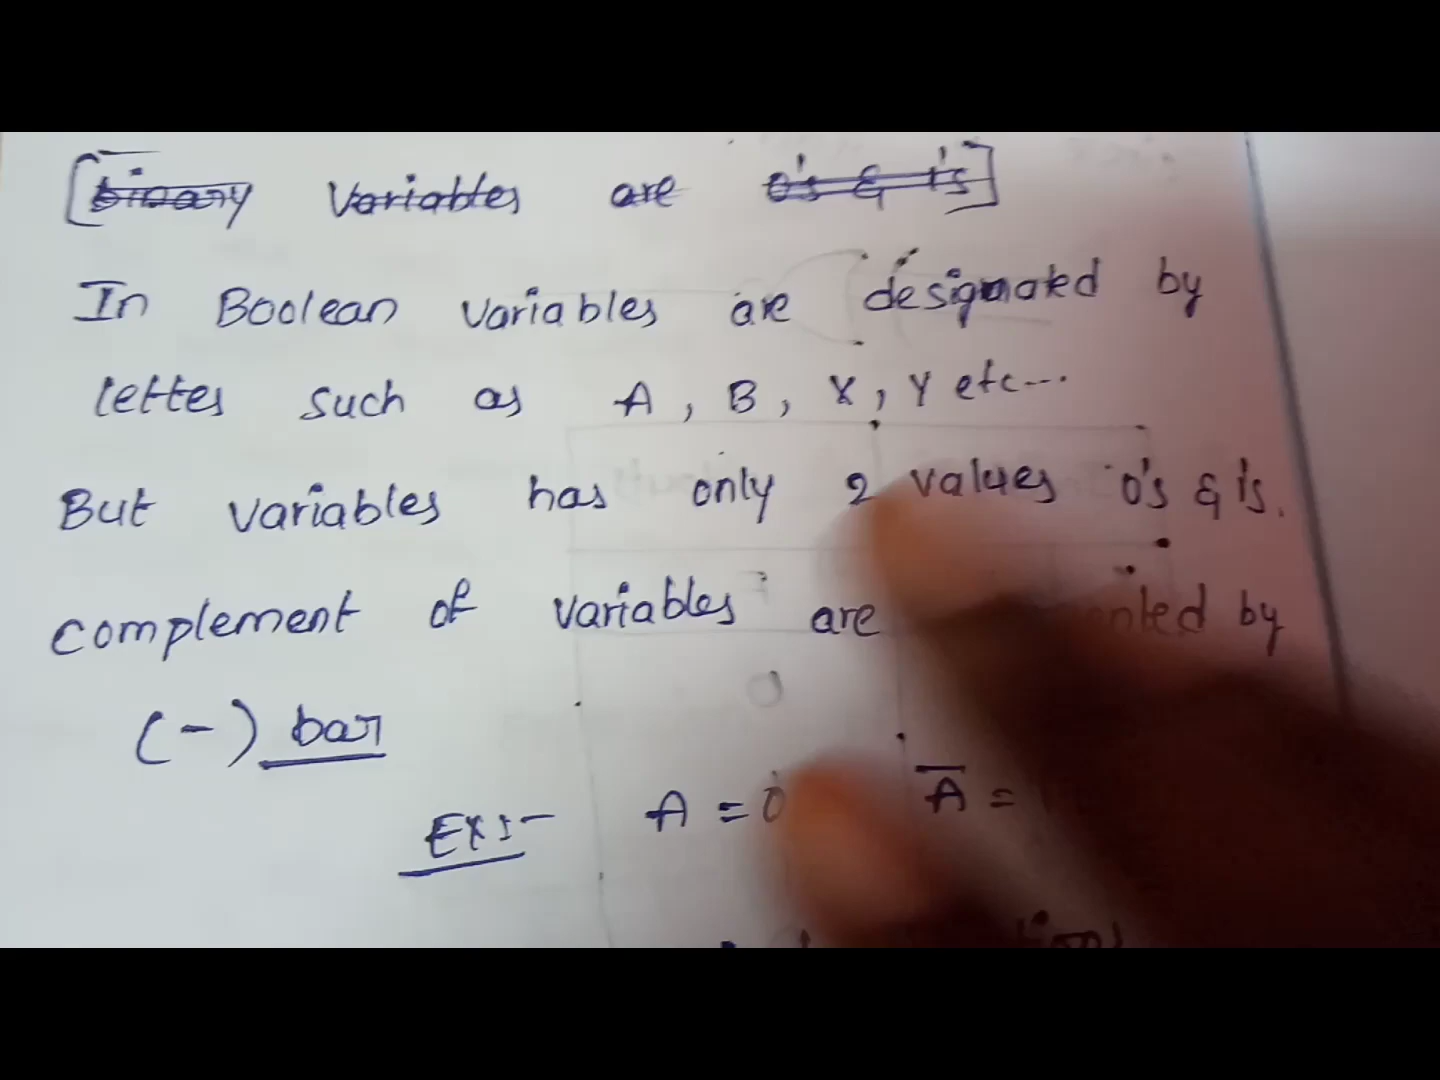 [binary variables are 0's & 1's]
In Boolean variables are designated by
lettes such as A, B, X, Y etc...
But variables has only 2 values 0's & 1's.
complement of variables are by
(-) bar
Ex:- A = 0 A̅ =